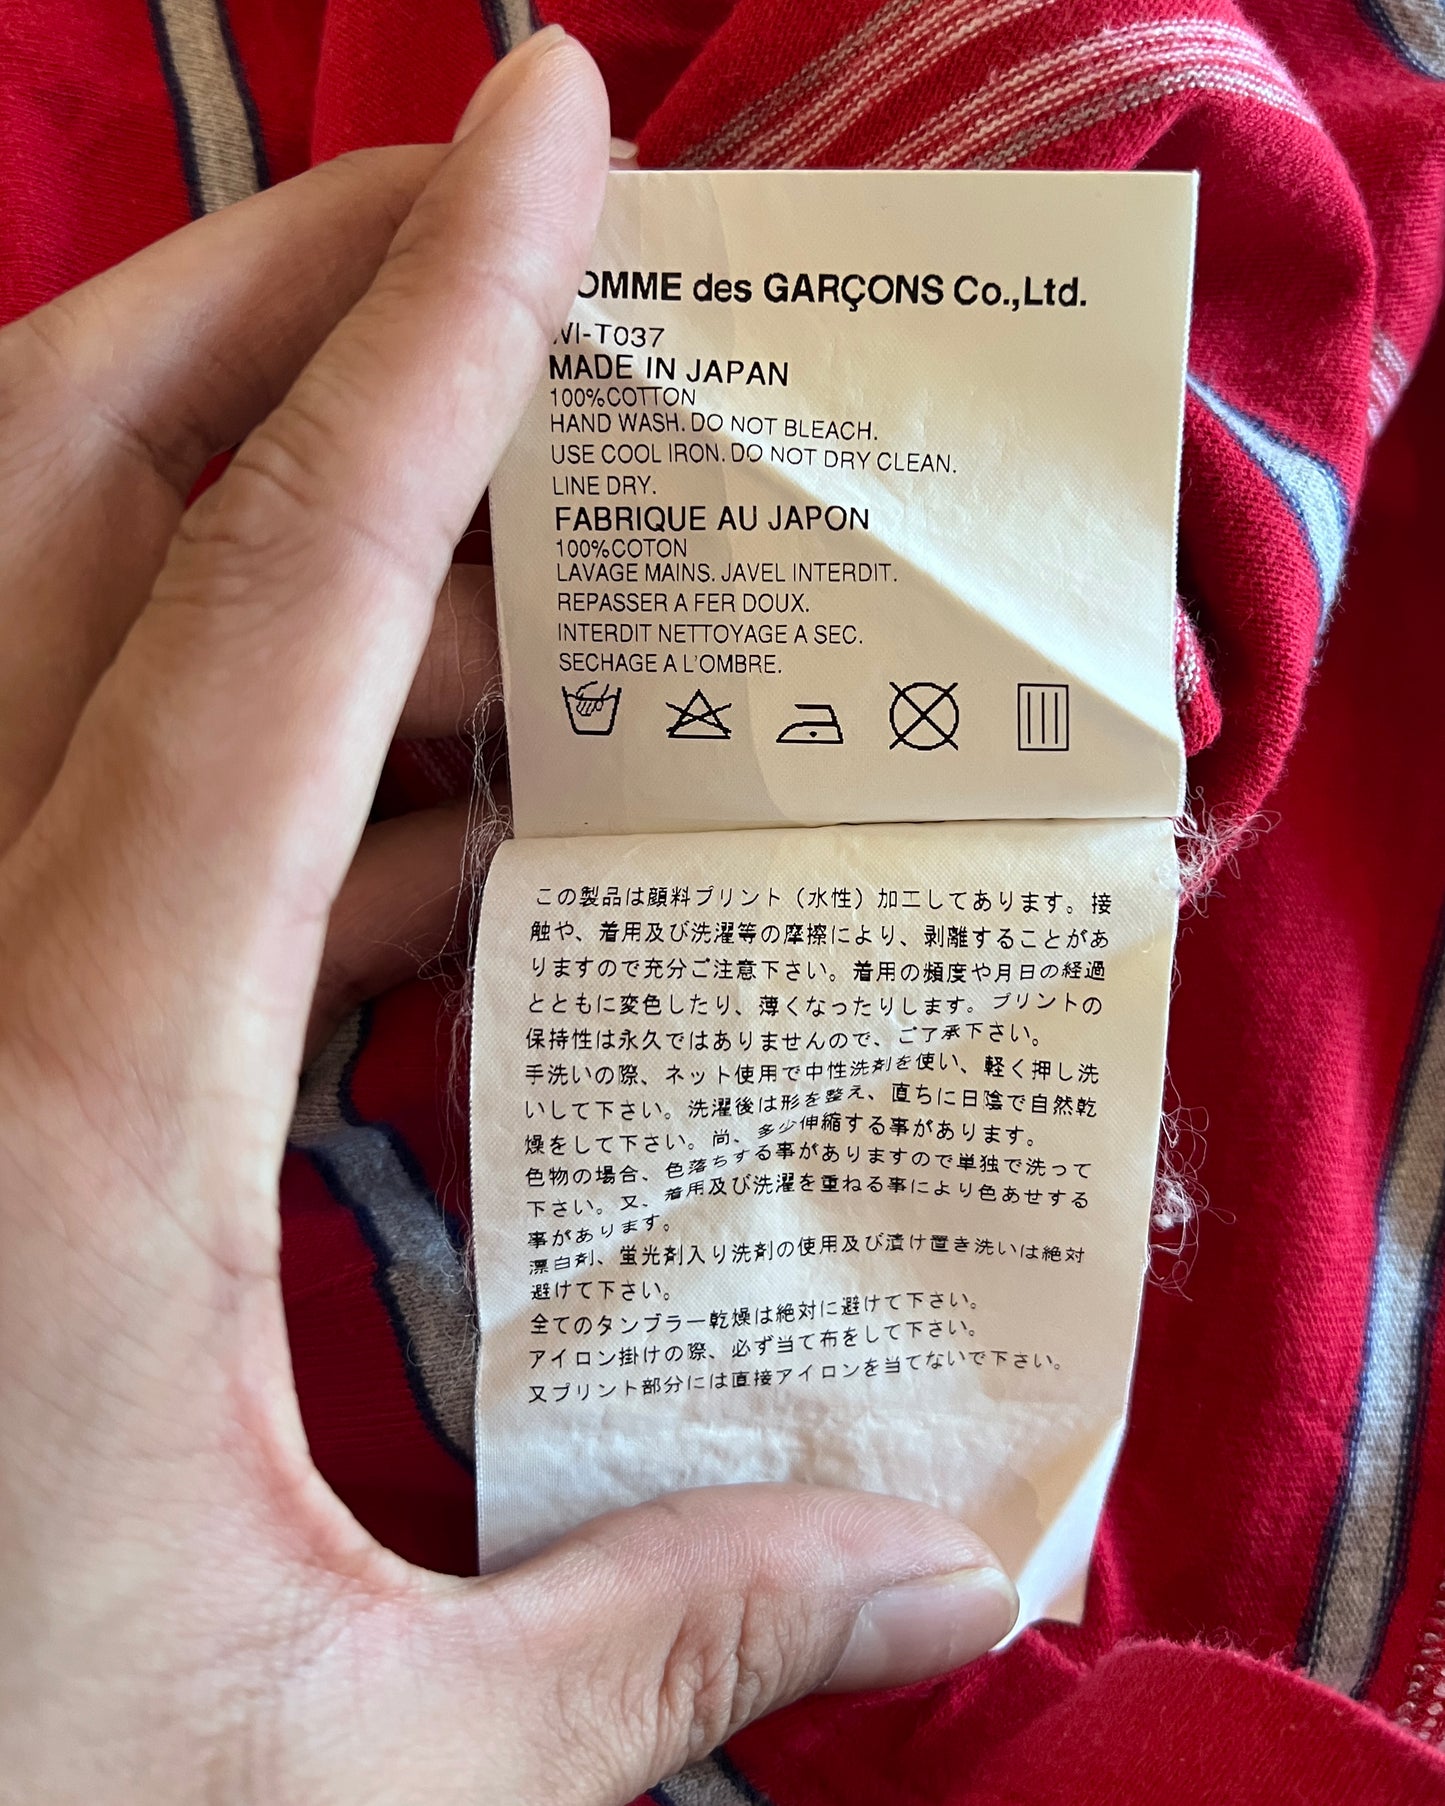 OMME des GARÇONS Co.,Ltd.
WI-T037
MADE IN JAPAN
100%COTTON
HAND WASH. DO NOT BLEACH.
USE COOL IRON. DO NOT DRY CLEAN.
LINE DRY.
FABRIQUE AU JAPON
100%COTON
LAVAGE MAINS. JAVEL INTERDIT.
REPASSER A FER DOUX.
INTERDIT NETTOYAGE A SEC.
SECHAGE A L'OMBRE.
この製品は顔料プリント（水性）加工してあります。接
触や、着用及び洗濯等の摩擦により、剥離することがあ
りますので充分ご注意下さい。着用の頻度や月日の経過
とともに変色したり、薄くなったりします。プリントの
保持性は永久ではありませんので、ご了承下さい。
手洗いの際、ネット使用で中性洗剤を使い、軽く押し洗
いして下さい。洗濯後は形を整え、直ちに日陰で自然乾
燥をして下さい。尚、多少伸縮する事があります。
色物の場合、色落ちする事がありますので単独で洗って
下さい。又、着用及び洗濯を重ねる事により色あせする
事があります。
漂白剤、蛍光剤入り洗剤の使用及び漬け置き洗いは絶対
避けて下さい。
全てのタンブラー乾燥は絶対に避けて下さい。
アイロン掛けの際、必ず当て布をして下さい。
又プリント部分には直接アイロンを当てないで下さい。